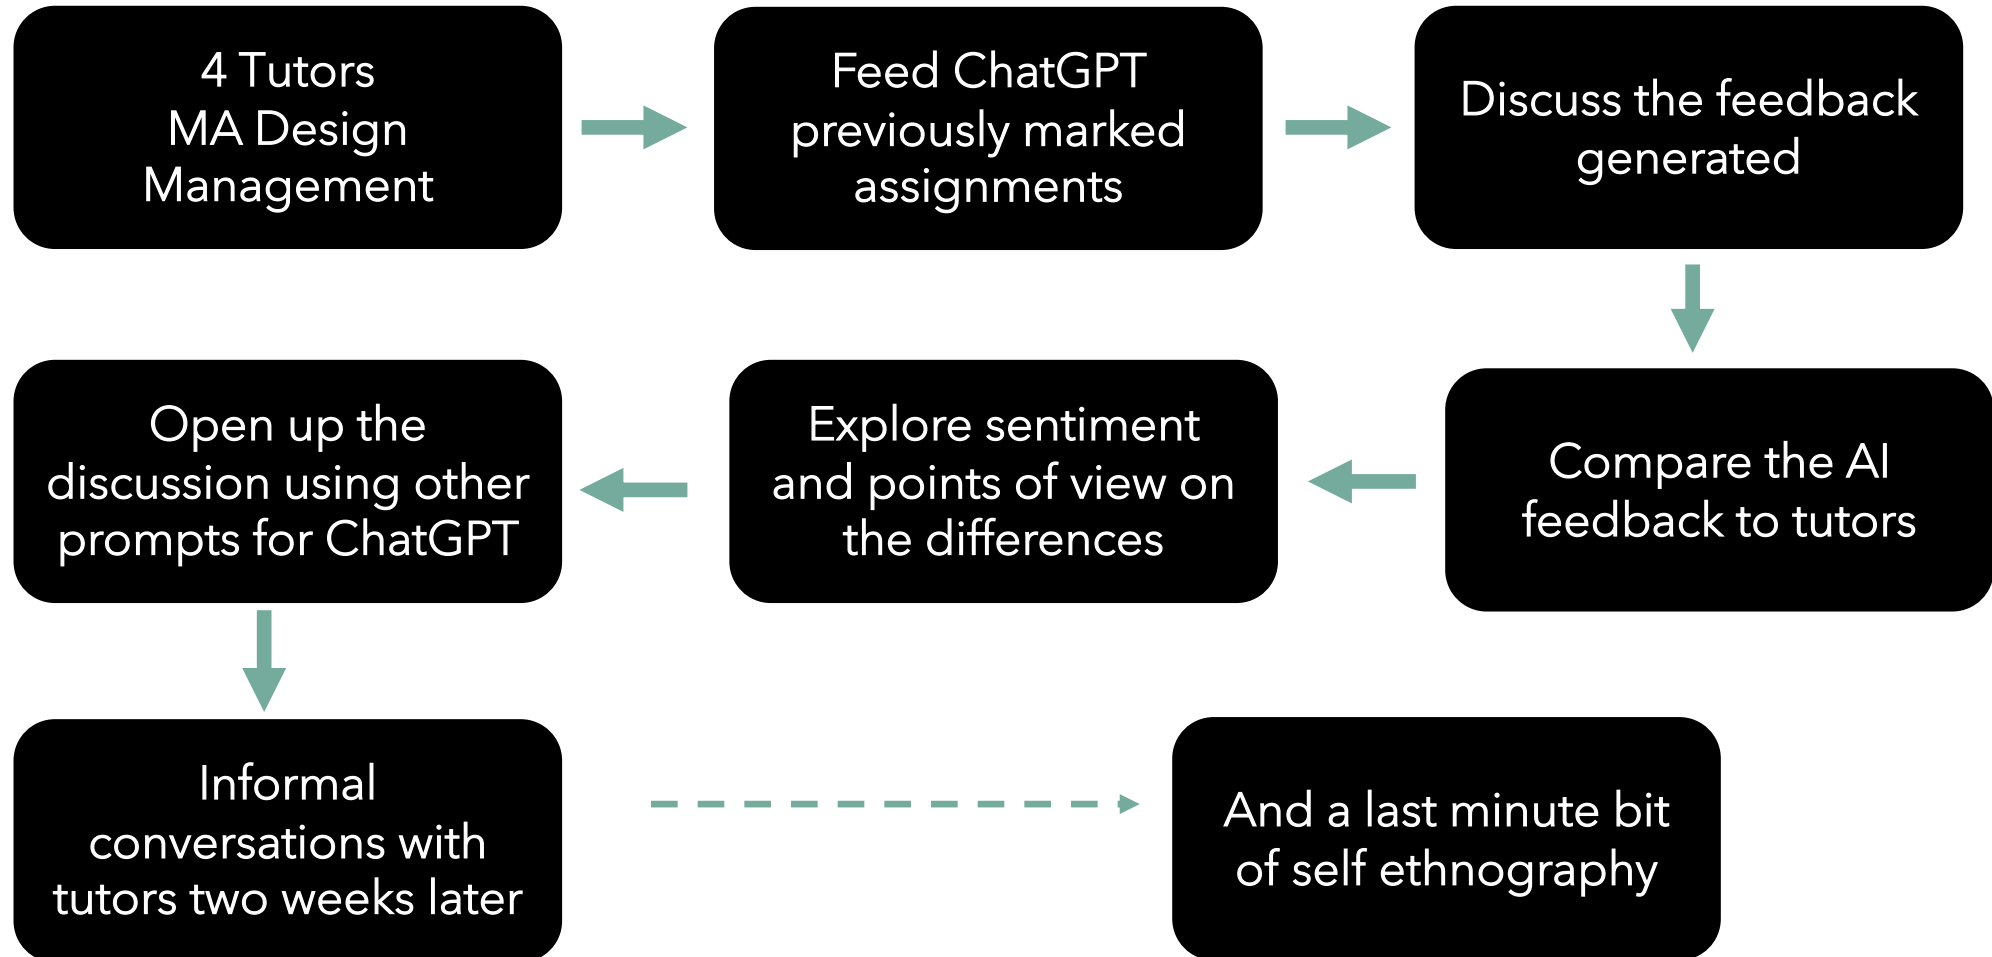 4 Tutors
MA Design
Management
Feed ChatGPT
previously marked
assignments
Discuss the feedback
generated
Compare the AI
feedback to tutors
Explore sentiment
and points of view on
the differences
Open up the
discussion using other
prompts for ChatGPT
Informal
conversations with
tutors two weeks later
And a last minute bit
of self ethnography